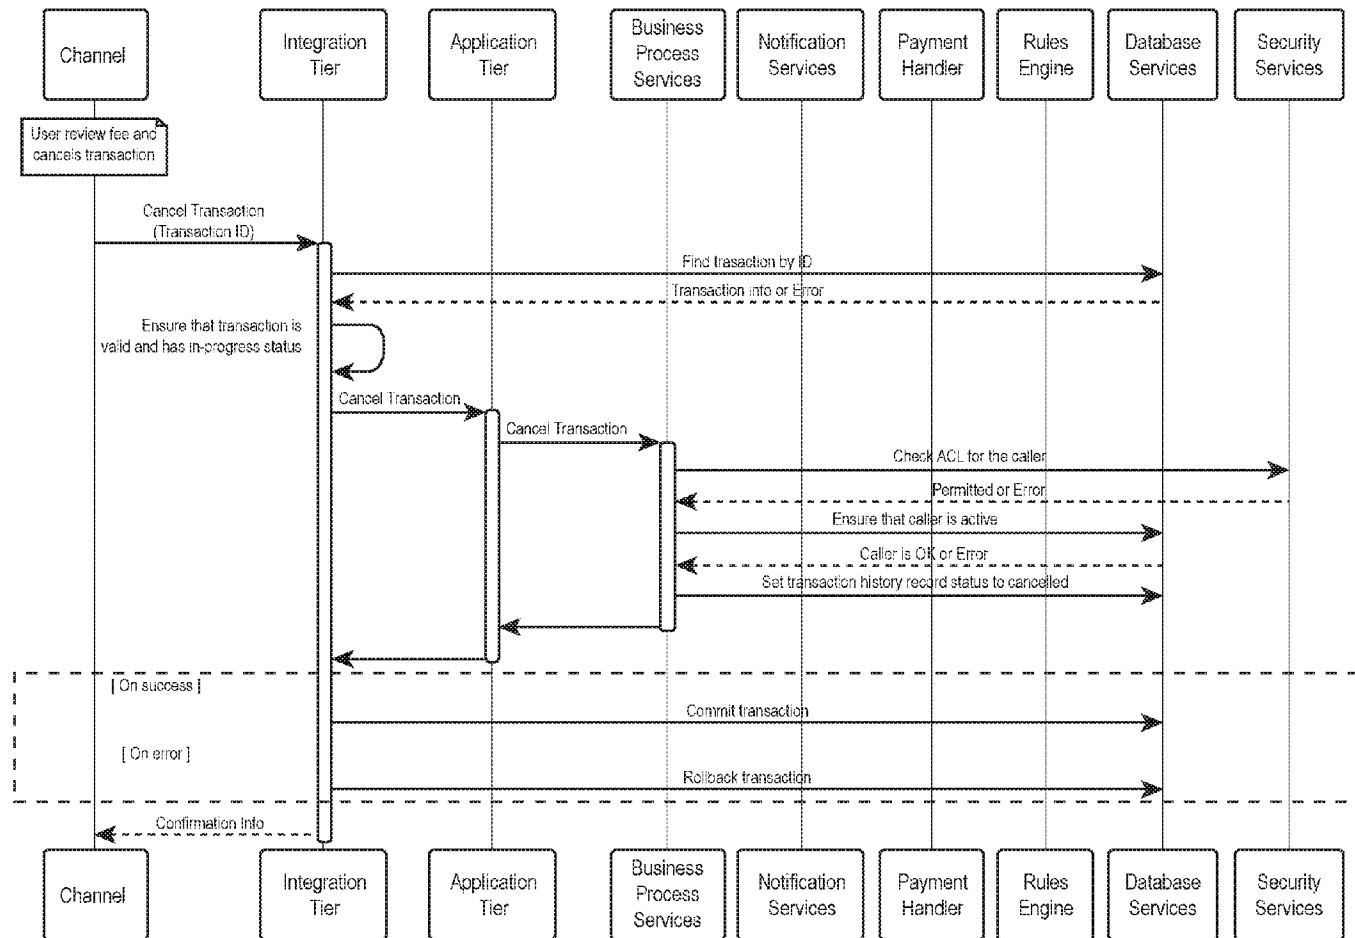 Channel
Integration
Tier
Application
Tier
Business
Process
Services
Notification
Services
Payment
Handler
Rules
Engine
Database
Services
Security
Services
User review fee and
cancels transaction
Cancel Transaction
(Transaction ID)
Find trasaction by ID
Transaction info or Error
Ensure that transaction is
valid and has in-progress status
Cancel Transaction
Cancel Transaction
Check ACL for the caller
Permitted or Error
Ensure that caller is active
Caller is OK or Error
Set transaction history record status to cancelled
[ On success ]
Commit transaction
[ On error ]
Rollback transaction
Confirmation Info
Channel
Integration
Tier
Application
Tier
Business
Process
Services
Notification
Services
Payment
Handler
Rules
Engine
Database
Services
Security
Services